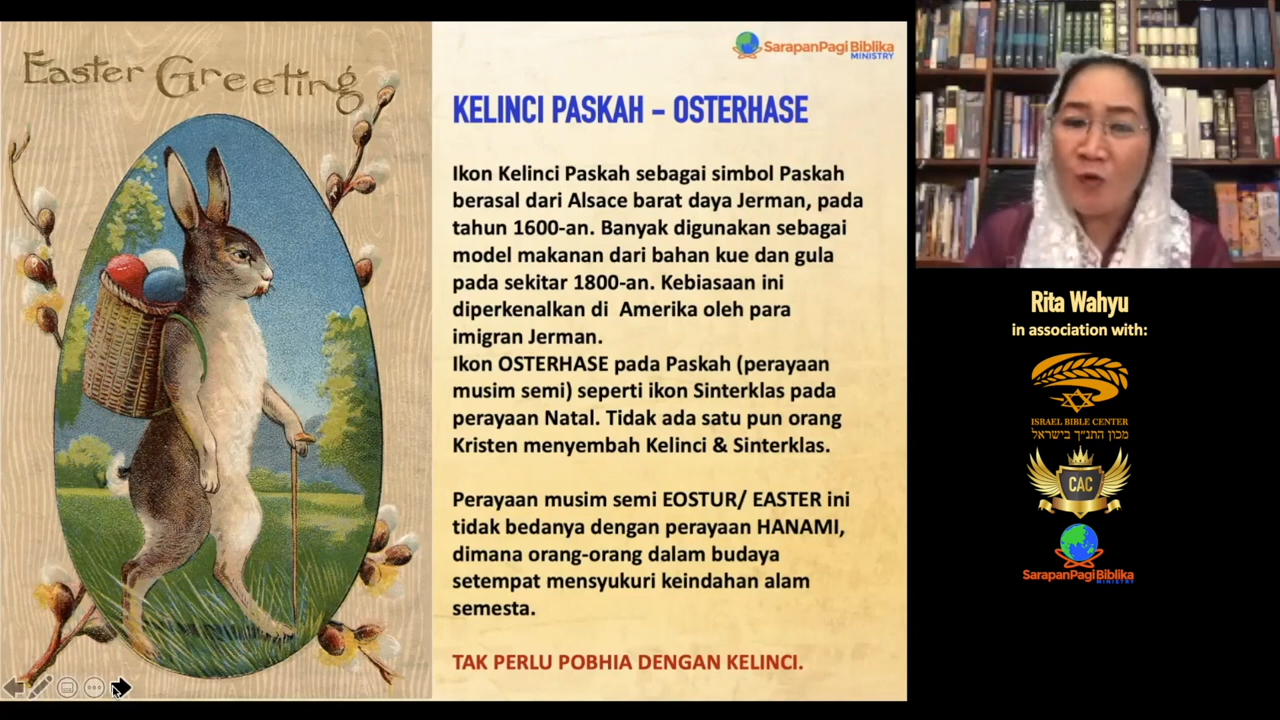 Easter Greeting
SarapanPagi Biblika
MINISTRY
KELINCI PASKAH – OSTERHASE
Ikon Kelinci Paskah sebagai simbol Paskah
berasal dari Alsace barat daya Jerman, pada
tahun 1600-an. Banyak digunakan sebagai
model makanan dari bahan kue dan gula
pada sekitar 1800-an. Kebiasaan ini
diperkenalkan di  Amerika oleh para
imigran Jerman.
Ikon OSTERHASE pada Paskah (perayaan
musim semi) seperti ikon Sinterklas pada
perayaan Natal. Tidak ada satu pun orang
Kristen menyembah Kelinci & Sinterklas.
Perayaan musim semi EOSTUR/ EASTER ini
tidak bedanya dengan perayaan HANAMI,
dimana orang-orang dalam budaya
setempat mensyukuri keindahan alam
semesta.
TAK PERLU POBHIA DENGAN KELINCI.
Rita Wahyu
in association with:
ISRAEL BIBLE CENTER
מכון התנ״ך בישראל
CAC
SarapanPagi Biblika
MINISTRY